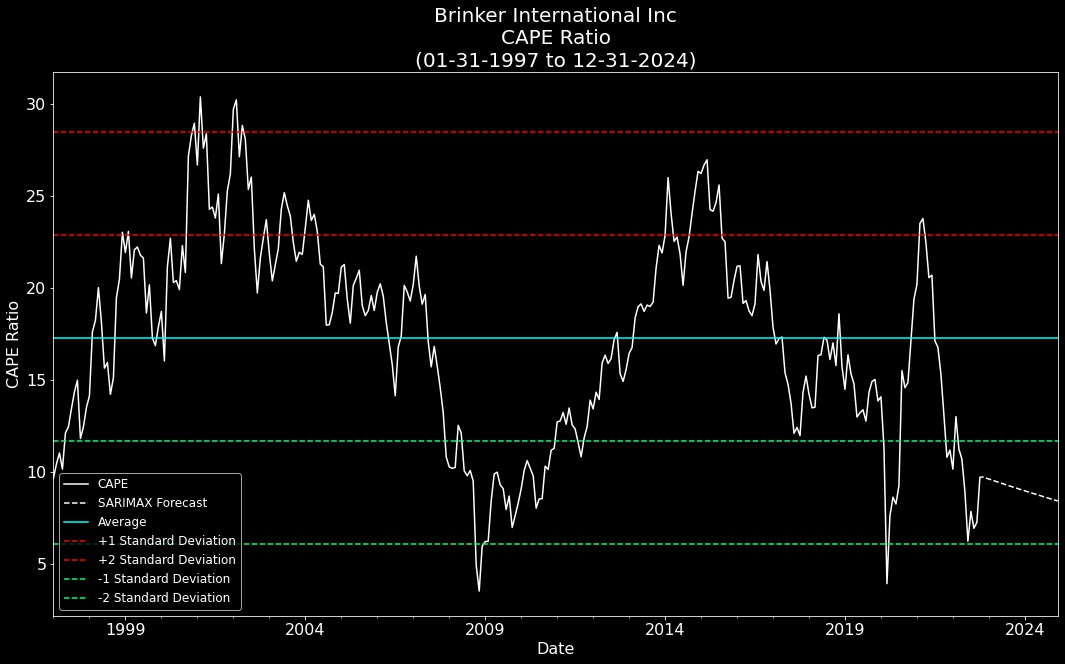 Brinker International Inc
CAPE Ratio
(01-31-1997 to 12-31-2024)
30
25
20
15
10
5
CAPE Ratio
CAPE
SARIMAX Forecast
Average
+1 Standard Deviation
+2 Standard Deviation
-1 Standard Deviation
-2 Standard Deviation
1999
2004
2009
2014
2019
2024
Date